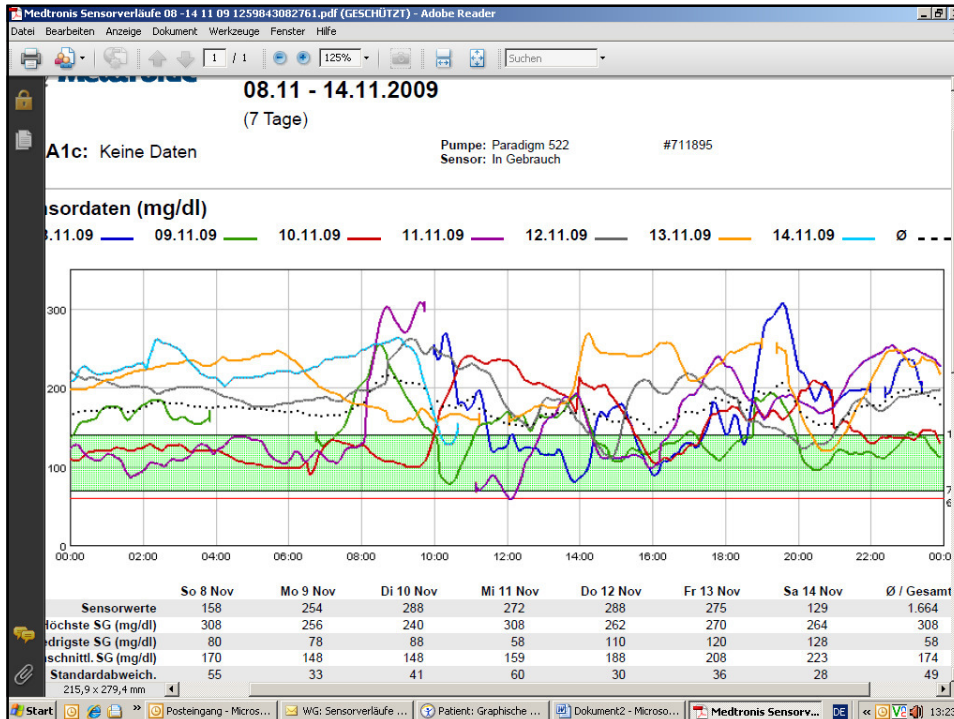 Medtronis Sensorverläufe 08 -14 11 09 1259843082761.pdf (GESCHÜTZT) - Adobe Reader
Datei Bearbeiten Anzeige Dokument Werkzeuge Fenster Hilfe
1 / 1 125% Suchen
08.11 - 14.11.2009
(7 Tage)
A1c: Keine Daten
Pumpe: Paradigm 522 #711895
Sensor: In Gebrauch
sordaten (mg/dl)
.11.09 09.11.09 10.11.09 11.11.09 12.11.09 13.11.09 14.11.09 Ø
300
200
100
0
00:00 02:00 04:00 06:00 08:00 10:00 12:00 14:00 16:00 18:00 20:00 22:00 00:0
So 8 Nov Mo 9 Nov Di 10 Nov Mi 11 Nov Do 12 Nov Fr 13 Nov Sa 14 Nov Ø / Gesamt
Sensorwerte 158 254 288 272 288 275 129 1.664
Höchste SG (mg/dl) 308 256 240 308 262 270 264 308
edrigste SG (mg/dl) 80 78 88 58 110 120 128 58
schnittl. SG (mg/dl) 170 148 148 159 188 208 223 174
Standardabweich. 55 33 41 60 30 36 28 49
215,9 x 279,4 mm
Start Posteingang - Micros... WG: Sensorverläufe ... Patient: Graphische ... Dokument2 - Microso... Medtronis Sensorv... DE 13:23